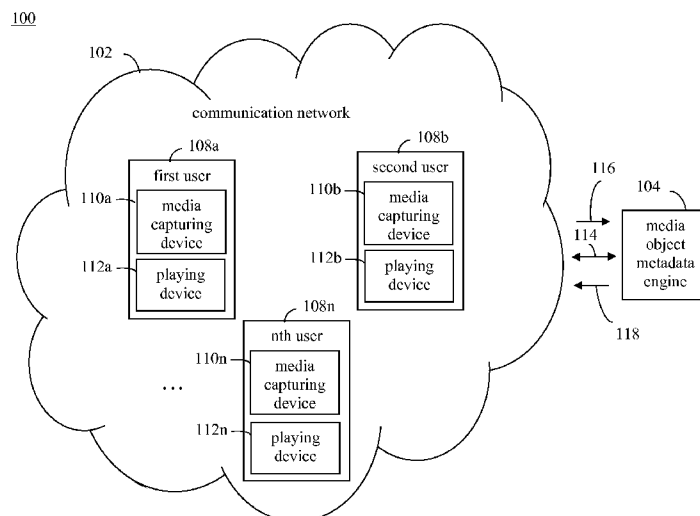 100
102
communication network
108a
108b
first user
second user
110a
media
capturing
device
110b
media
capturing
device
112a
playing
device
112b
playing
device
116
104
114
media
object
metadata
engine
118
108n
nth user
110n
media
capturing
device
...
112n
playing
device